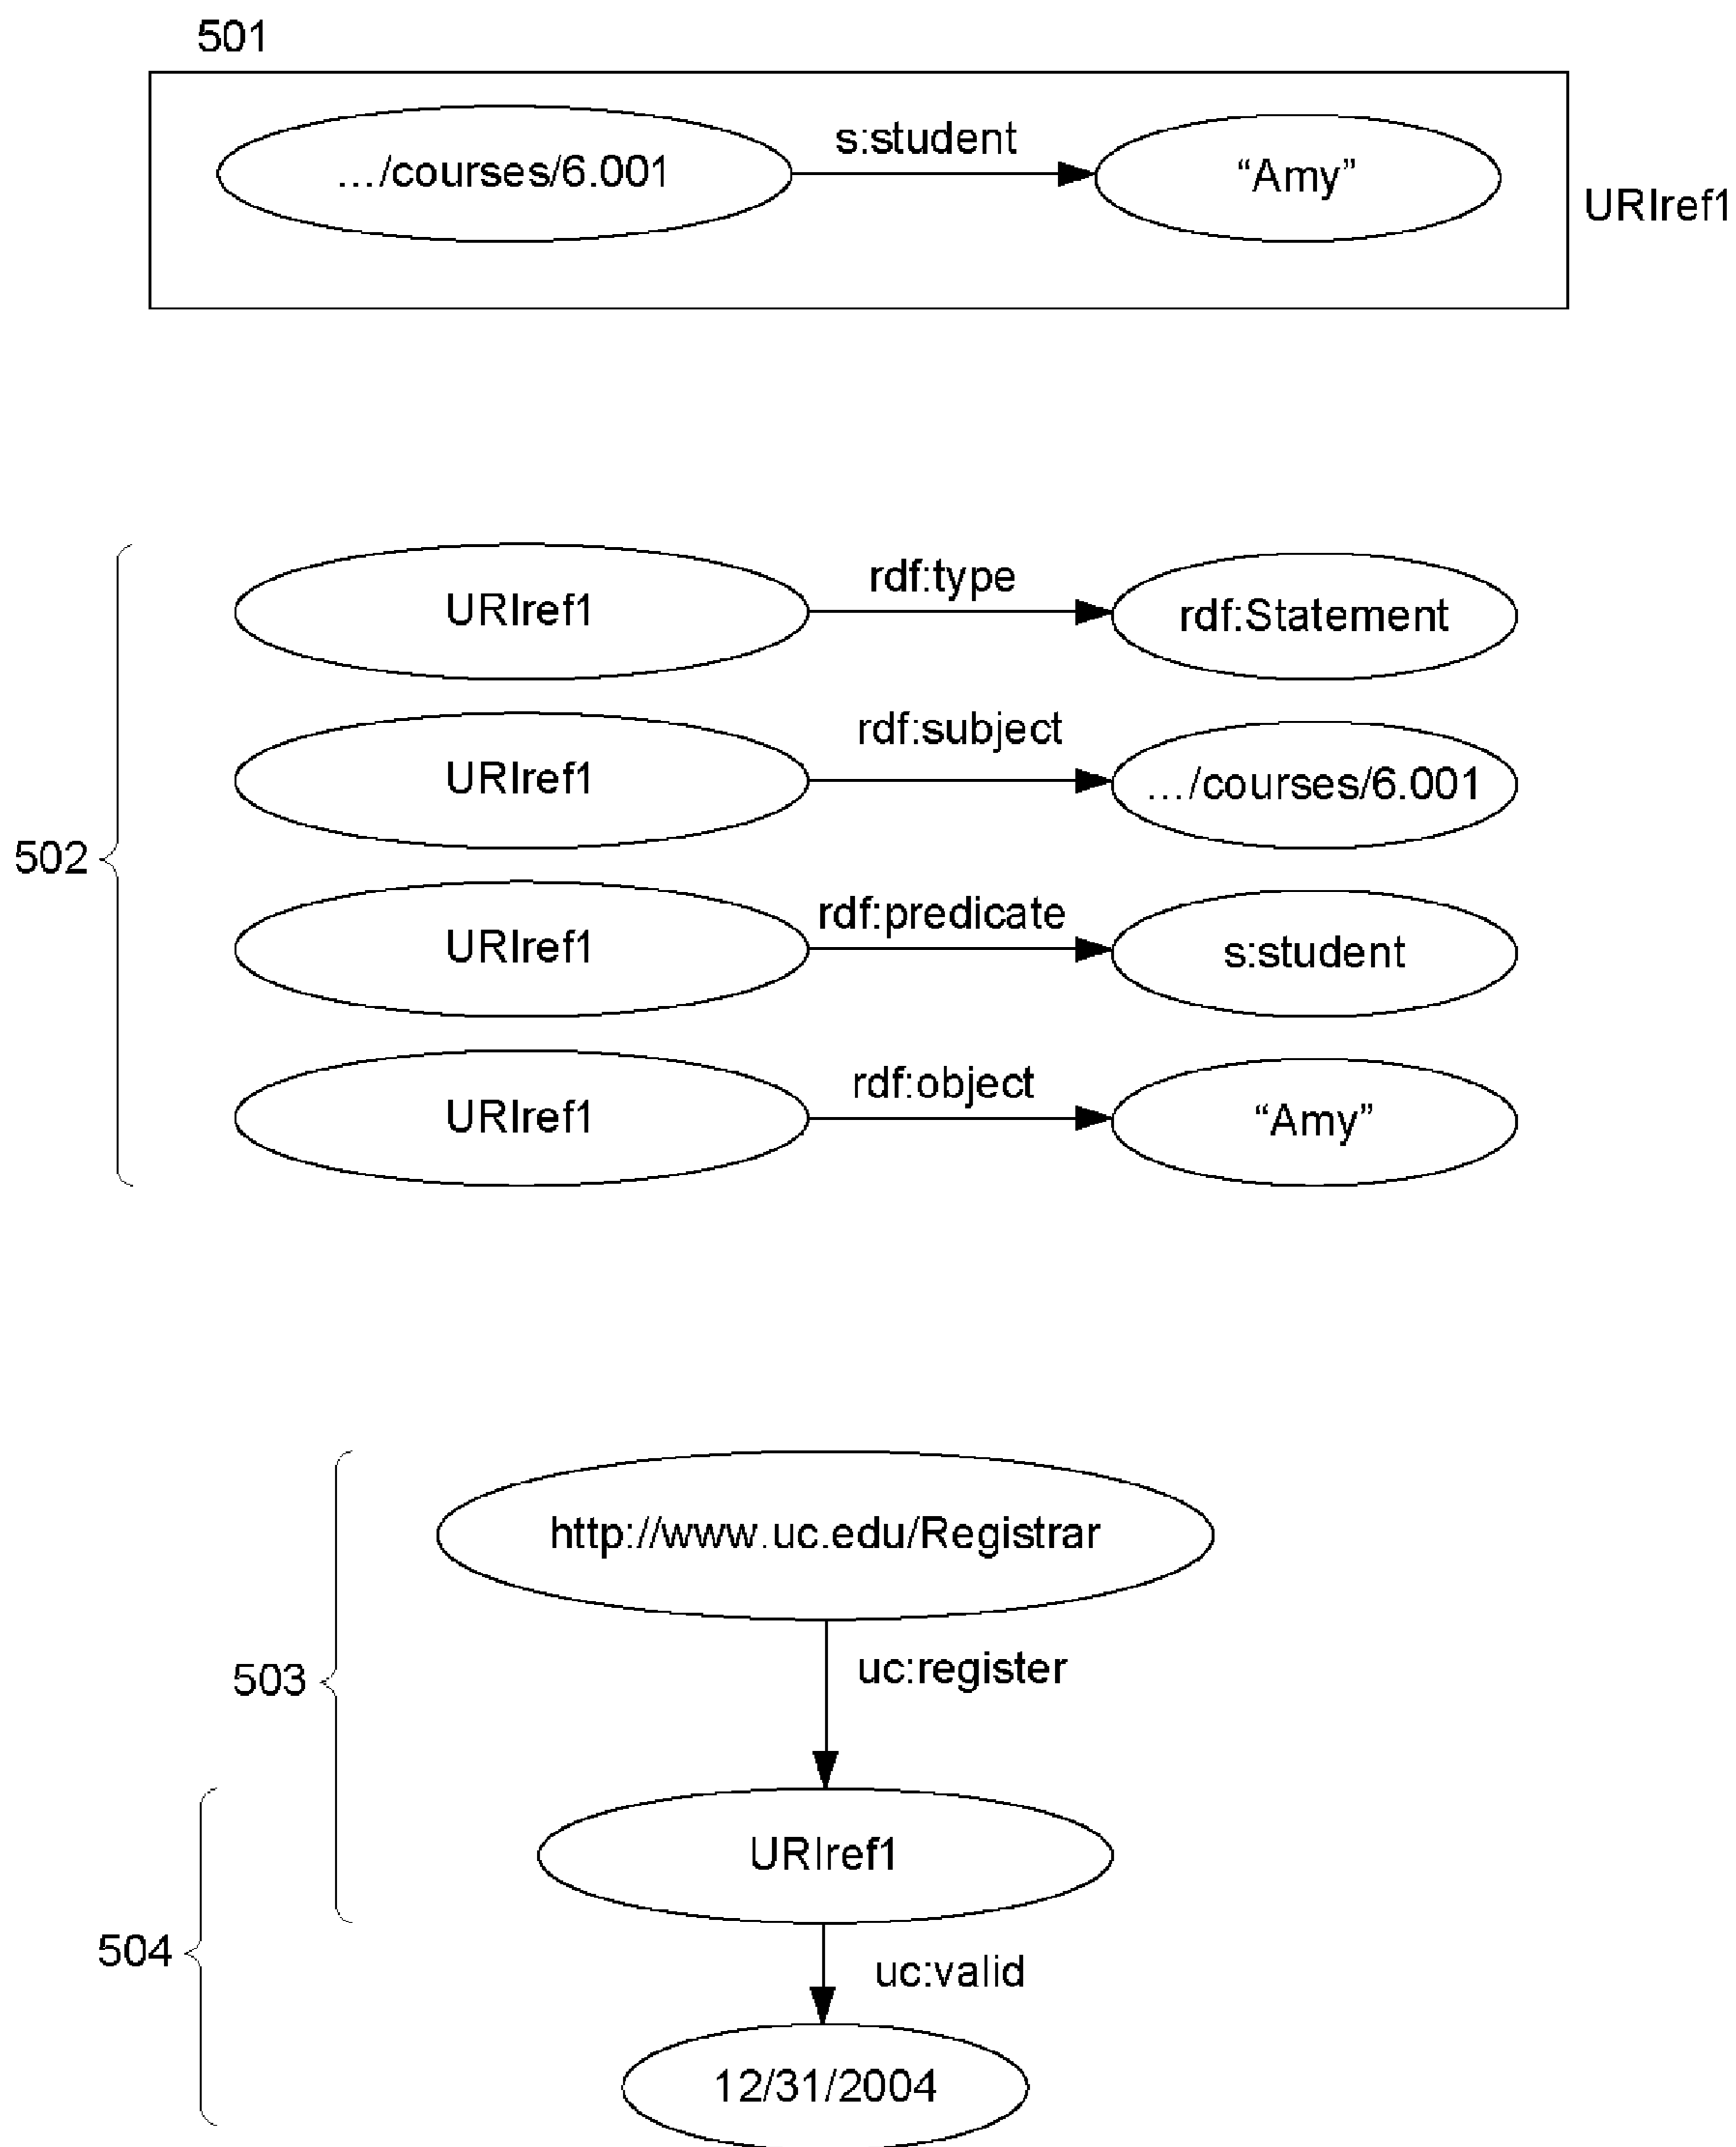 501
.../courses/6.001
s:student
“Amy”
URIref1
502
URIref1
rdf:type
rdf:Statement
URIref1
rdf:subject
.../courses/6.001
URIref1
rdf:predicate
s:student
URIref1
rdf:object
“Amy”
503
http://www.uc.edu/Registrar
uc:register
URIref1
504
uc:valid
12/31/2004